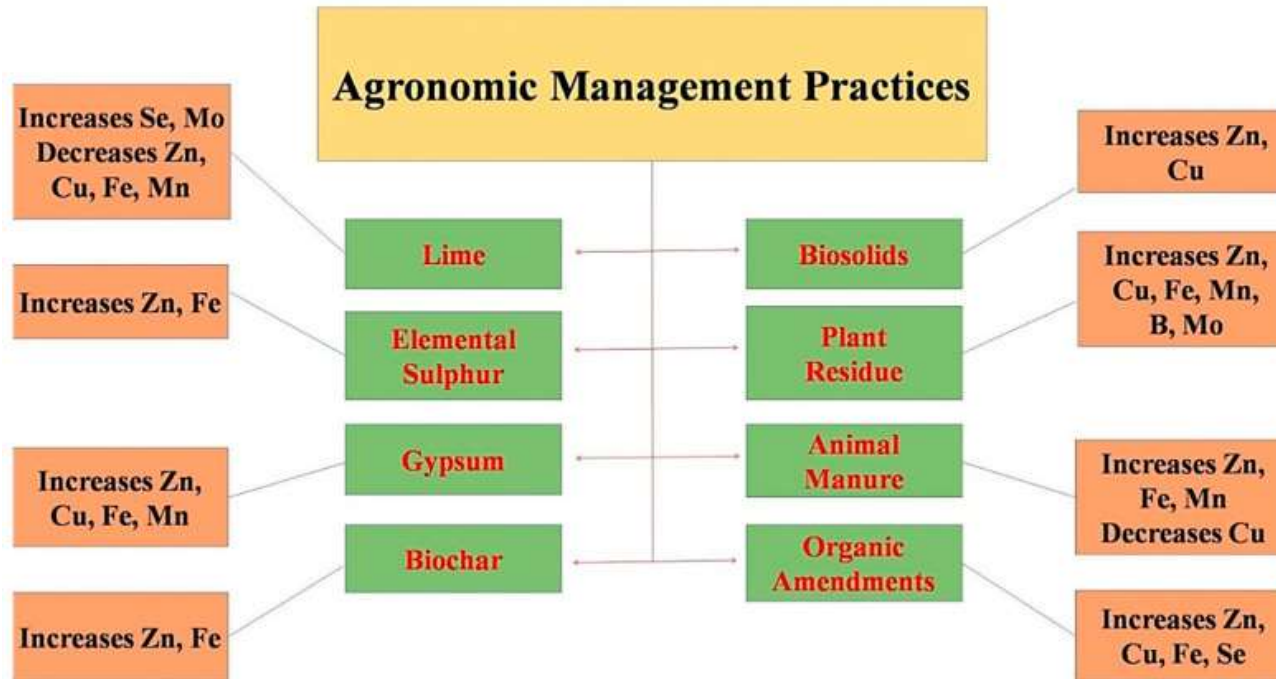 Agronomic Management Practices
Increases Se, Mo
Decreases Zn,
Cu, Fe, Mn
Increases Zn, Fe
Increases Zn,
Cu, Fe, Mn
Increases Zn, Fe
Lime
Elemental
Sulphur
Gypsum
Biochar
Biosolids
Plant
Residue
Animal
Manure
Organic
Amendments
Increases Zn,
Cu
Increases Zn,
Cu, Fe, Mn,
B, Mo
Increases Zn,
Fe, Mn
Decreases Cu
Increases Zn,
Cu, Fe, Se